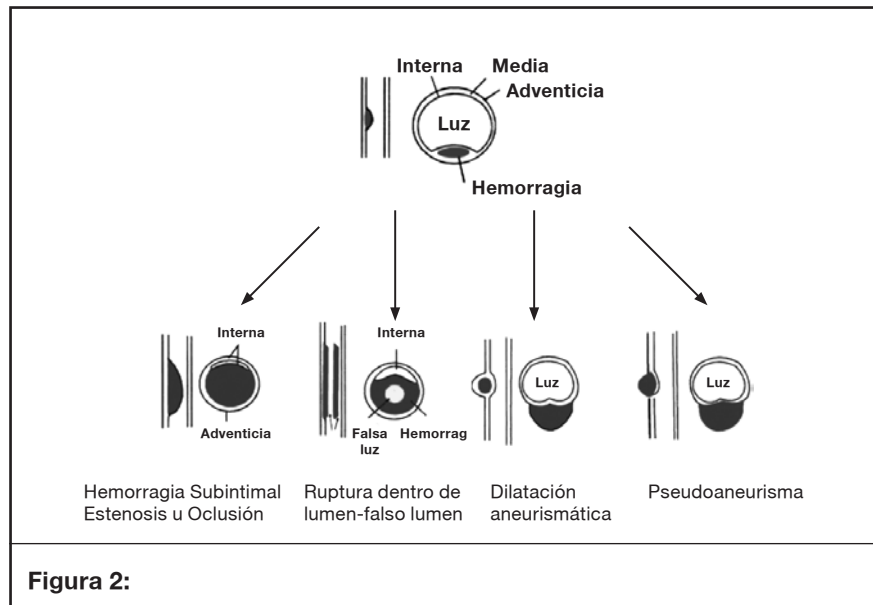 Interna
Media
Adventicia
Luz
Hemorragia
Interna
Adventicia
Interna
Falsa
luz
Hemorrag
Luz
Luz
Hemorragia Subintimal
Estenosis u Oclusión
Ruptura dentro de
lumen-falso lumen
Dilatación
aneurismática
Pseudoaneurisma
Figura 2: